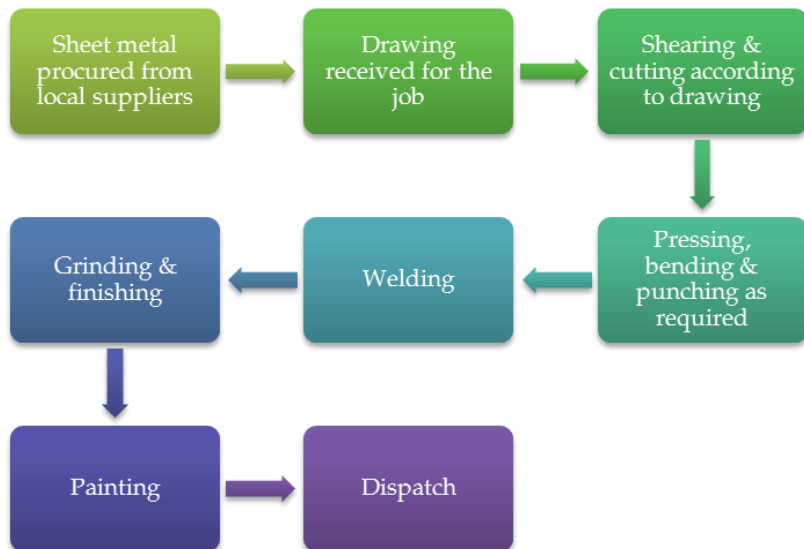 Sheet metal
procured from
local suppliers
Drawing
received for the
job
Shearing &
cutting according
to drawing
Pressing,
bending &
punching as
required
Welding
Grinding &
finishing
Painting
Dispatch